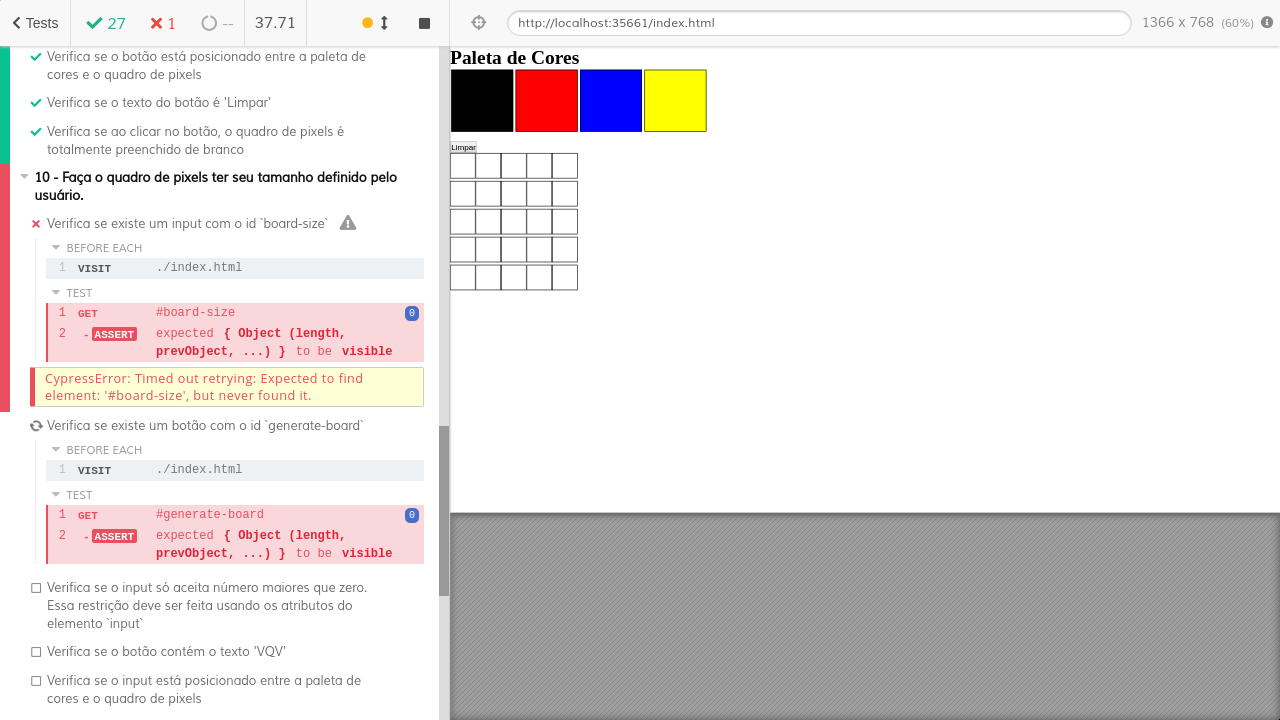 Tests 27 1 -- 37.71
http://localhost:35661/index.html
1366 x 768 (60%)
Verifica se o botão está posicionado entre a paleta de
cores e o quadro de pixels
Verifica se o texto do botão é 'Limpar'
Verifica se ao clicar no botão, o quadro de pixels é
totalmente preenchido de branco
10 - Faça o quadro de pixels ter seu tamanho definido pelo
usuário.
Verifica se existe um input com o id `board-size`
BEFORE EACH
1 VISIT ./index.html
TEST
1 GET #board-size 0
2 -ASSERT expected { Object (length,
prevObject, ...) } to be visible
CypressError: Timed out retrying: Expected to find
element: '#board-size', but never found it.
Verifica se existe um botão com o id `generate-board`
BEFORE EACH
1 VISIT ./index.html
TEST
1 GET #generate-board 0
2 -ASSERT expected { Object (length,
prevObject, ...) } to be visible
Verifica se o input só aceita número maiores que zero.
Essa restrição deve ser feita usando os atributos do
elemento `input`
Verifica se o botão contém o texto 'VQV'
Verifica se o input está posicionado entre a paleta de
cores e o quadro de pixels
Paleta de Cores
Limpar